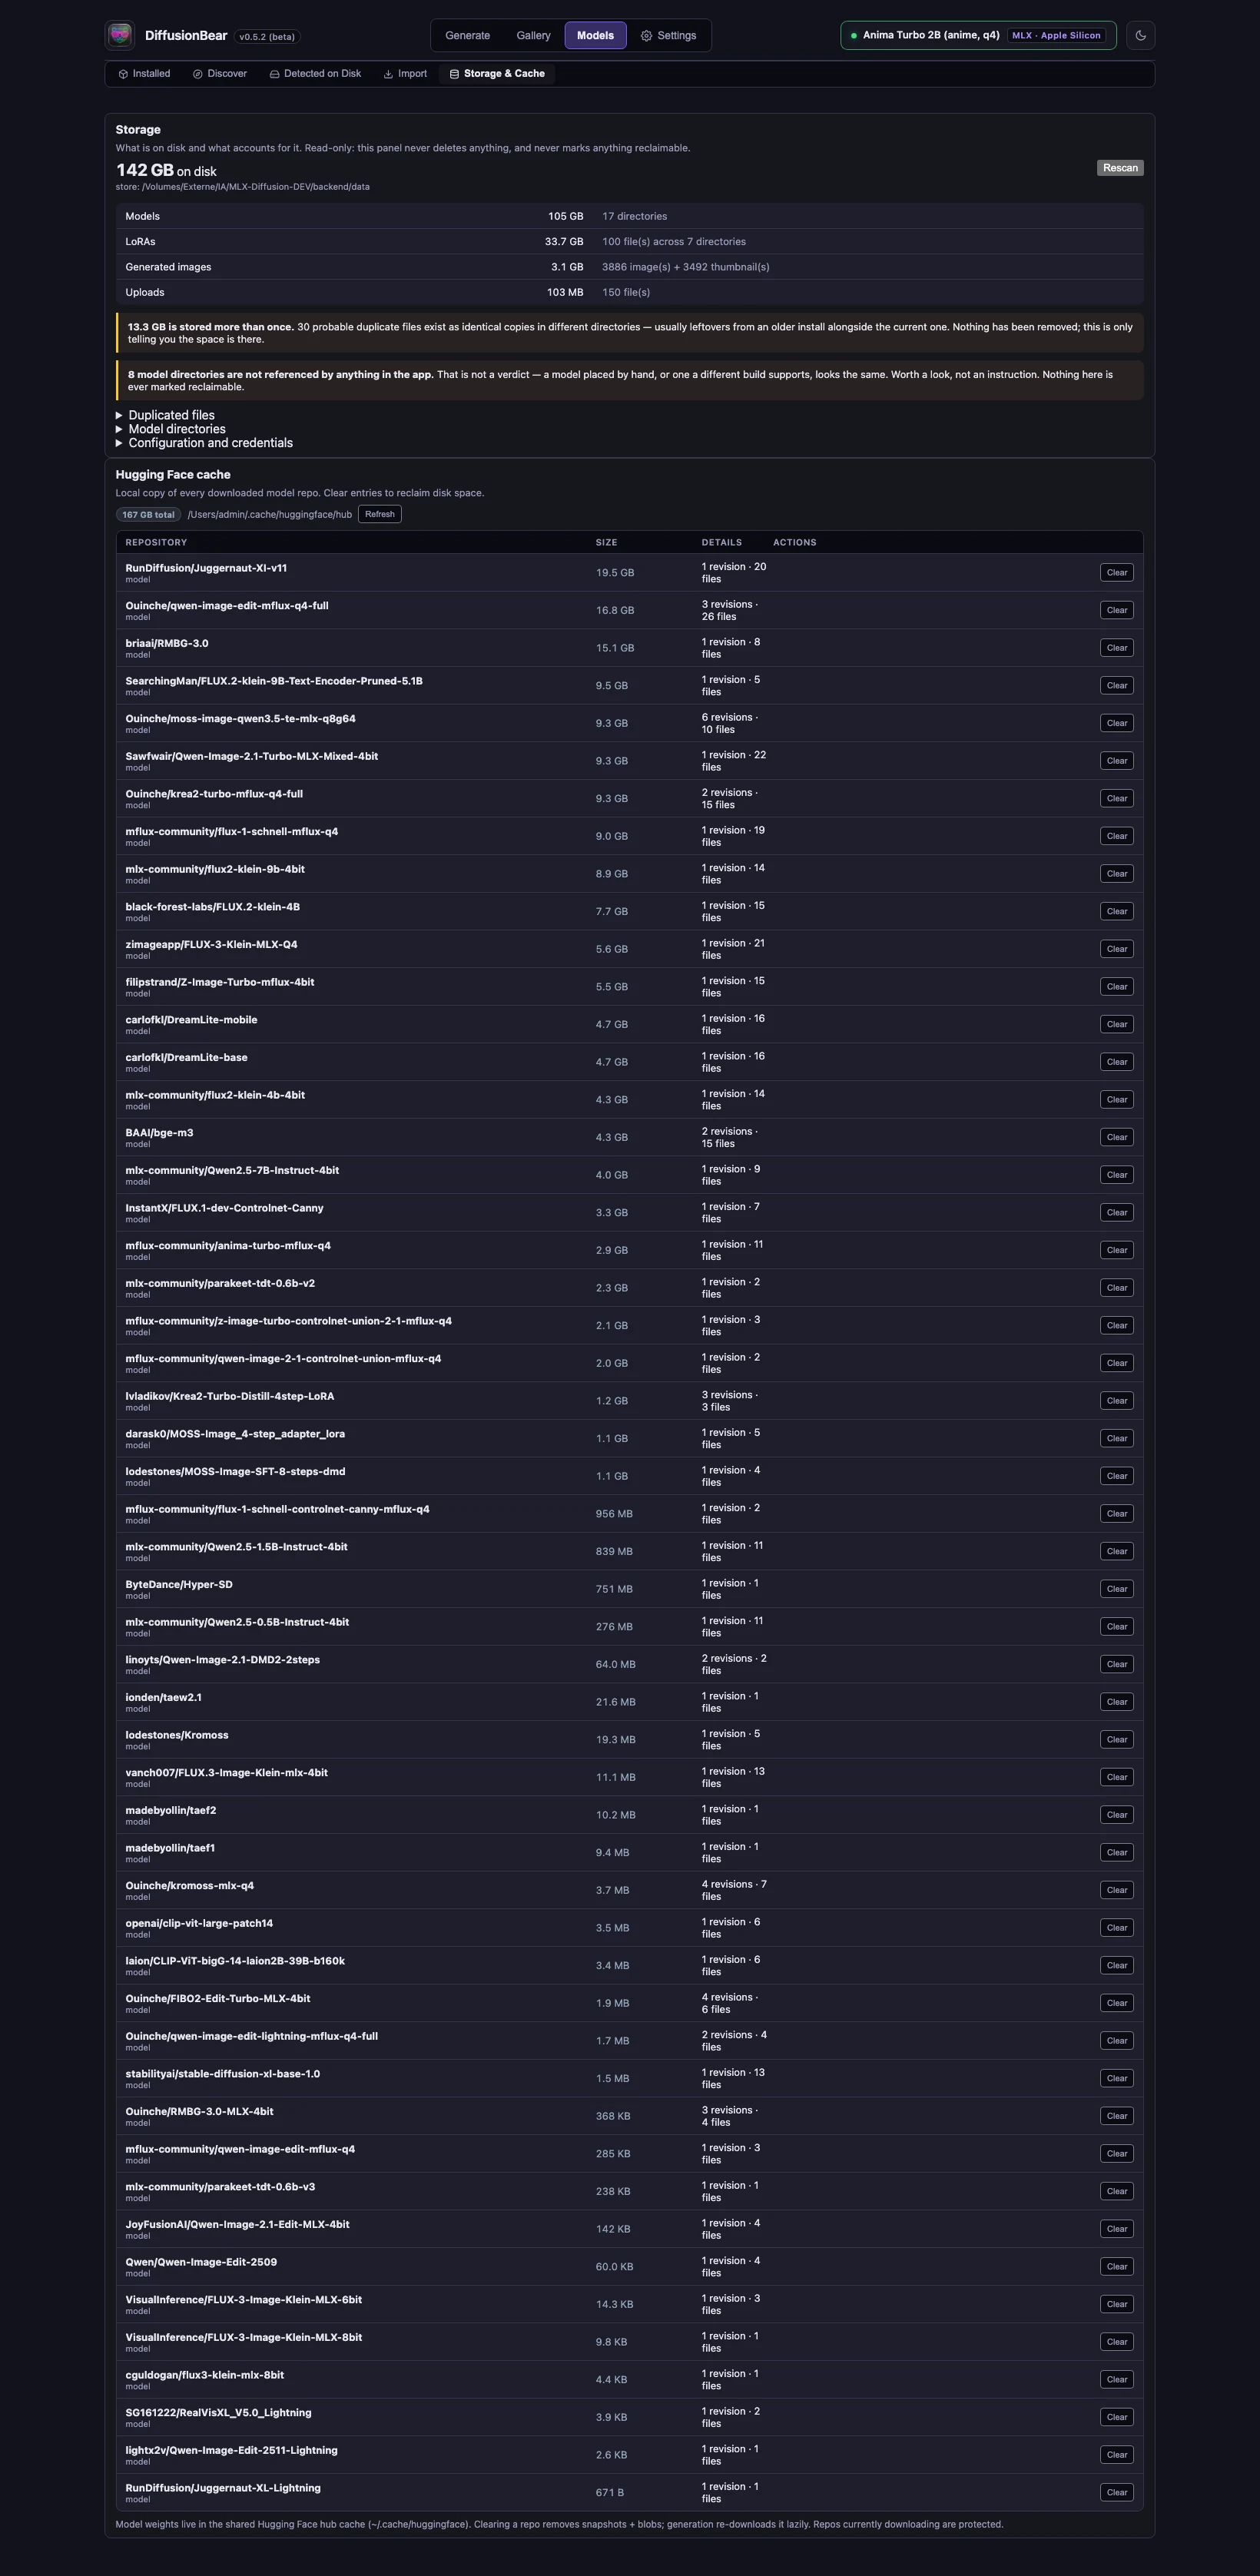 DiffusionBear v0.5.2 (beta) Generate Gallery Models Settings Anima Turbo 2B (anime, q4) MLX · Apple Silicon
Installed Discover Detected on Disk Import Storage & Cache
Storage
What is on disk and what accounts for it. Read-only: this panel never deletes anything, and never marks anything reclaimable.
142 GB on disk Rescan
store: /Volumes/Externe/IA/MLX-Diffusion-DEV/backend/data
Models 105 GB 17 directories
LoRAs 33.7 GB 100 file(s) across 7 directories
Generated images 3.1 GB 3886 image(s) + 3492 thumbnail(s)
Uploads 103 MB 150 file(s)
13.3 GB is stored more than once. 30 probable duplicate files exist as identical copies in different directories — usually leftovers from an older install alongside the current one. Nothing has been removed; this is only
telling you the space is there.
8 model directories are not referenced by anything in the app. That is not a verdict — a model placed by hand, or one a different build supports, looks the same. Worth a look, not an instruction. Nothing here is
ever marked reclaimable.
Duplicated files
Model directories
Configuration and credentials
Hugging Face cache
Local copy of every downloaded model repo. Clear entries to reclaim disk space.
167 GB total /Users/admin/.cache/huggingface/hub Refresh
REPOSITORY SIZE DETAILS ACTIONS
RunDiffusion/Juggernaut-XI-v11 19.5 GB 1 revision · 20 Clear
model files
Ouinche/qwen-image-edit-mflux-q4-full 16.8 GB 3 revisions · Clear
model 26 files
briaai/RMBG-3.0 15.1 GB 1 revision · 8 Clear
model files
SearchingMan/FLUX.2-klein-9B-Text-Encoder-Pruned-5.1B 9.5 GB 1 revision · 5 Clear
model files
Ouinche/moss-image-qwen3.5-te-mlx-q8g64 9.3 GB 6 revisions · Clear
model 10 files
Sawfwair/Qwen-Image-2.1-Turbo-MLX-Mixed-4bit 9.3 GB 1 revision · 22 Clear
model files
Ouinche/krea2-turbo-mflux-q4-full 9.3 GB 2 revisions · Clear
model 15 files
mflux-community/flux-1-schnell-mflux-q4 9.0 GB 1 revision · 19 Clear
model files
mlx-community/flux2-klein-9b-4bit 8.9 GB 1 revision · 14 Clear
model files
black-forest-labs/FLUX.2-klein-4B 7.7 GB 1 revision · 15 Clear
model files
zimageapp/FLUX-3-Klein-MLX-Q4 5.6 GB 1 revision · 21 Clear
model files
filipstrand/Z-Image-Turbo-mflux-4bit 5.5 GB 1 revision · 15 Clear
model files
carlofkl/DreamLite-mobile 4.7 GB 1 revision · 16 Clear
model files
carlofkl/DreamLite-base 4.7 GB 1 revision · 16 Clear
model files
mlx-community/flux2-klein-4b-4bit 4.3 GB 1 revision · 14 Clear
model files
BAAI/bge-m3 4.3 GB 2 revisions · Clear
model 15 files
mlx-community/Qwen2.5-7B-Instruct-4bit 4.0 GB 1 revision · 9 Clear
model files
InstantX/FLUX.1-dev-Controlnet-Canny 3.3 GB 1 revision · 7 Clear
model files
mflux-community/anima-turbo-mflux-q4 2.9 GB 1 revision · 11 Clear
model files
mlx-community/parakeet-tdt-0.6b-v2 2.3 GB 1 revision · 2 Clear
model files
mflux-community/z-image-turbo-controlnet-union-2-1-mflux-q4 2.1 GB 1 revision · 3 Clear
model files
mflux-community/qwen-image-2-1-controlnet-union-mflux-q4 2.0 GB 1 revision · 2 Clear
model files
lvladikov/Krea2-Turbo-Distill-4step-LoRA 1.2 GB 3 revisions · Clear
model 3 files
darask0/MOSS-Image_4-step_adapter_lora 1.1 GB 1 revision · 5 Clear
model files
lodestones/MOSS-Image-SFT-8-steps-dmd 1.1 GB 1 revision · 4 Clear
model files
mflux-community/flux-1-schnell-controlnet-canny-mflux-q4 956 MB 1 revision · 2 Clear
model files
mlx-community/Qwen2.5-1.5B-Instruct-4bit 839 MB 1 revision · 11 Clear
model files
ByteDance/Hyper-SD 751 MB 1 revision · 1 Clear
model files
mlx-community/Qwen2.5-0.5B-Instruct-4bit 276 MB 1 revision · 11 Clear
model files
linoyts/Qwen-Image-2.1-DMD2-2steps 64.0 MB 2 revisions · 2 Clear
model files
ionden/taew2.1 21.6 MB 1 revision · 1 Clear
model files
lodestones/Kromoss 19.3 MB 1 revision · 5 Clear
model files
vanch007/FLUX.3-Image-Klein-mlx-4bit 11.1 MB 1 revision · 13 Clear
model files
madebyollin/taef2 10.2 MB 1 revision · 1 Clear
model files
madebyollin/taef1 9.4 MB 1 revision · 1 Clear
model files
Ouinche/kromoss-mlx-q4 3.7 MB 4 revisions · 7 Clear
model files
openai/clip-vit-large-patch14 3.5 MB 1 revision · 6 Clear
model files
laion/CLIP-ViT-bigG-14-laion2B-39B-b160k 3.4 MB 1 revision · 6 Clear
model files
Ouinche/FIBO2-Edit-Turbo-MLX-4bit 1.9 MB 4 revisions · Clear
model 6 files
Ouinche/qwen-image-edit-lightning-mflux-q4-full 1.7 MB 2 revisions · 4 Clear
model files
stabilityai/stable-diffusion-xl-base-1.0 1.5 MB 1 revision · 13 Clear
model files
Ouinche/RMBG-3.0-MLX-4bit 368 KB 3 revisions · Clear
model 4 files
mflux-community/qwen-image-edit-mflux-q4 285 KB 1 revision · 3 Clear
model files
mlx-community/parakeet-tdt-0.6b-v3 238 KB 1 revision · 1 Clear
model files
JoyFusionAI/Qwen-Image-2.1-Edit-MLX-4bit 142 KB 1 revision · 4 Clear
model files
Qwen/Qwen-Image-Edit-2509 60.0 KB 1 revision · 4 Clear
model files
VisualInference/FLUX-3-Image-Klein-MLX-6bit 14.3 KB 1 revision · 3 Clear
model files
VisualInference/FLUX-3-Image-Klein-MLX-8bit 9.8 KB 1 revision · 1 Clear
model files
cguldogan/flux3-klein-mlx-8bit 4.4 KB 1 revision · 1 Clear
model files
SG161222/RealVisXL_V5.0_Lightning 3.9 KB 1 revision · 2 Clear
model files
lightx2v/Qwen-Image-Edit-2511-Lightning 2.6 KB 1 revision · 1 Clear
model files
RunDiffusion/Juggernaut-XL-Lightning 671 B 1 revision · 1 Clear
model files
Model weights live in the shared Hugging Face hub cache (~/.cache/huggingface). Clearing a repo removes snapshots + blobs; generation re-downloads it lazily. Repos currently downloading are protected.